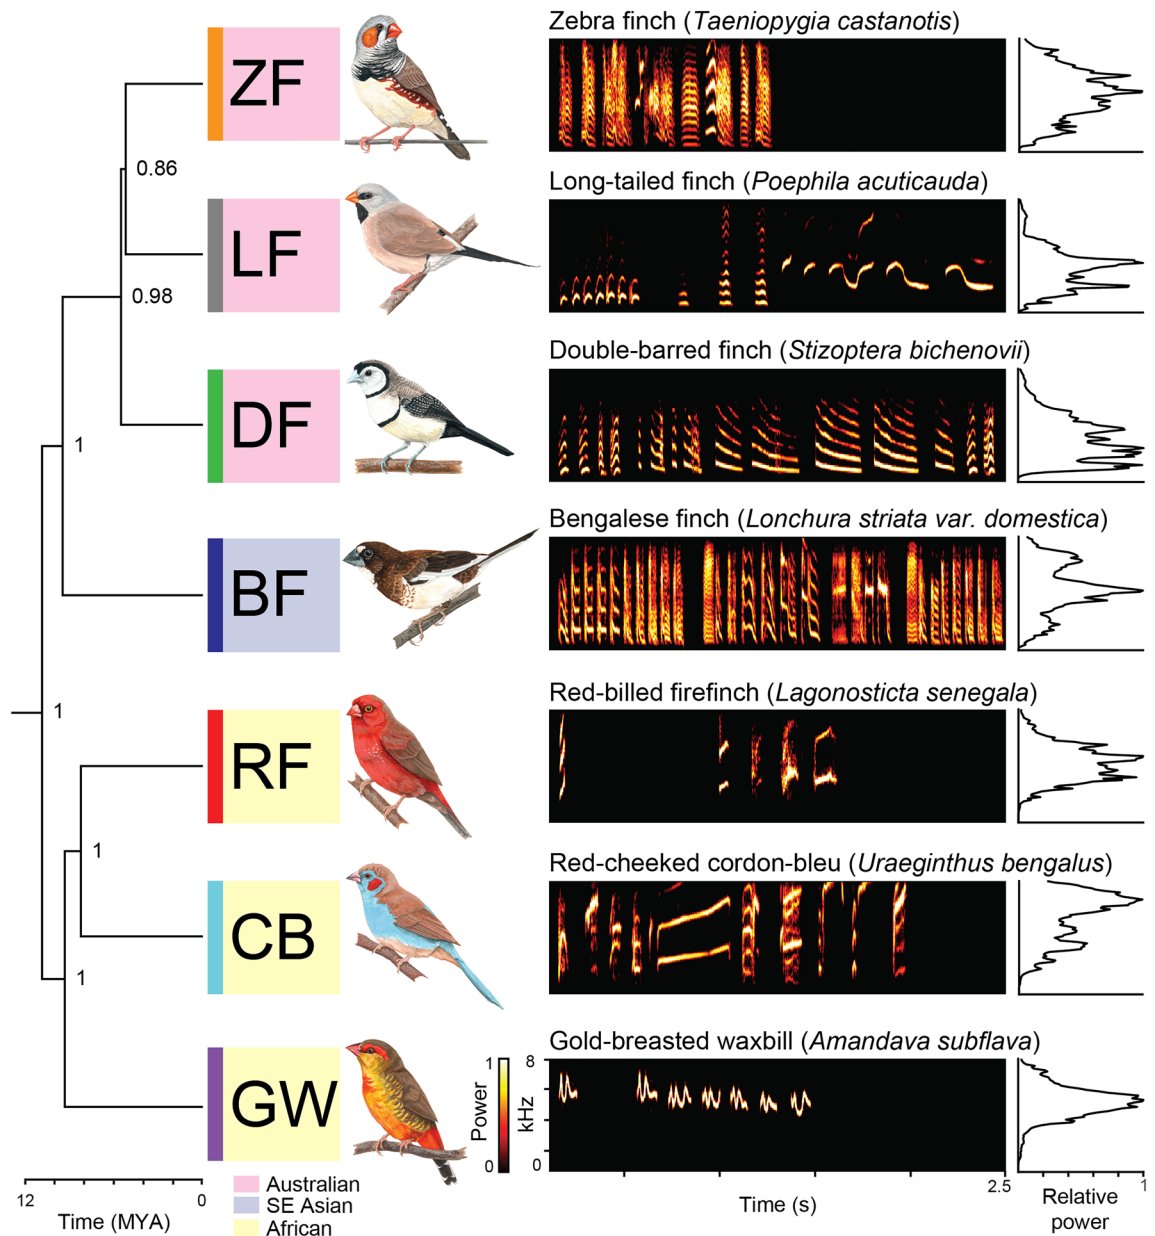 Zebra finch (Taeniopygia castanotis)
ZF
0.86
Long-tailed finch (Poephila acuticauda)
LF
0.98
Double-barred finch (Stizoptera bichenovii)
DF
1
Bengalese finch (Lonchura striata var. domestica)
BF
Red-billed firefinch (Lagonosticta senegala)
1
RF
1
Red-cheeked cordon-bleu (Uraeginthus bengalus)
CB
1
Gold-breasted waxbill (Amandava subflava)
GW
1
Power
0
8
kHz
0
12
0
Time (MYA)
Australian
SE Asian
African
2.5
Time (s)
1
Relative
power